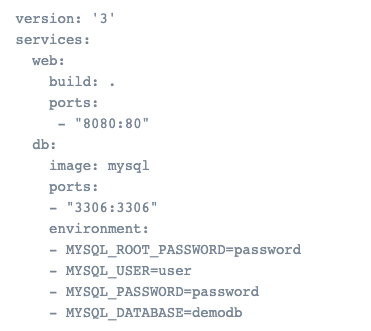 version: '3'
services:
  web:
    build: .
    ports:
     - "8080:80"
  db:
    image: mysql
    ports:
    - "3306:3306"
    environment:
    - MYSQL_ROOT_PASSWORD=password
    - MYSQL_USER=user
    - MYSQL_PASSWORD=password
    - MYSQL_DATABASE=demodb